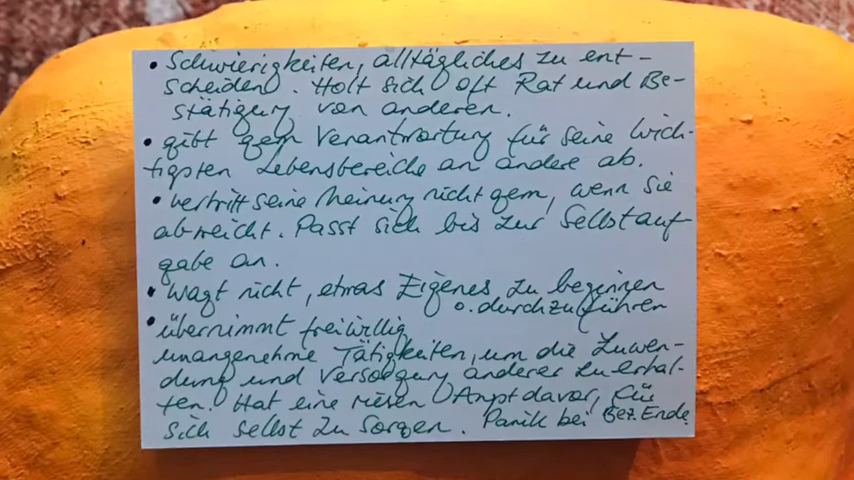 • Schwierigkeiten, alltägliches zu ent-
scheiden. Holt sich oft Rat und Be-
stätigung von anderen.
• gibt gern Verantwortung für seine wich-
tigsten Lebensbereiche an andere ab.
• vertritt seine Meinung nicht gern, wenn sie
abweicht. Passt sich bis zur Selbstauf-
gabe an.
• wagt nicht, etwas Eigenes zu beginnen
o. durchzuführen
• übernimmt freiwillig
unangenehme Tätigkeiten, um die Zuwen-
dung und Versorgung anderer zu erhal-
ten. Hat eine riesen Angst davor, für
sich selbst zu sorgen. Panik bei Bez. Ende.